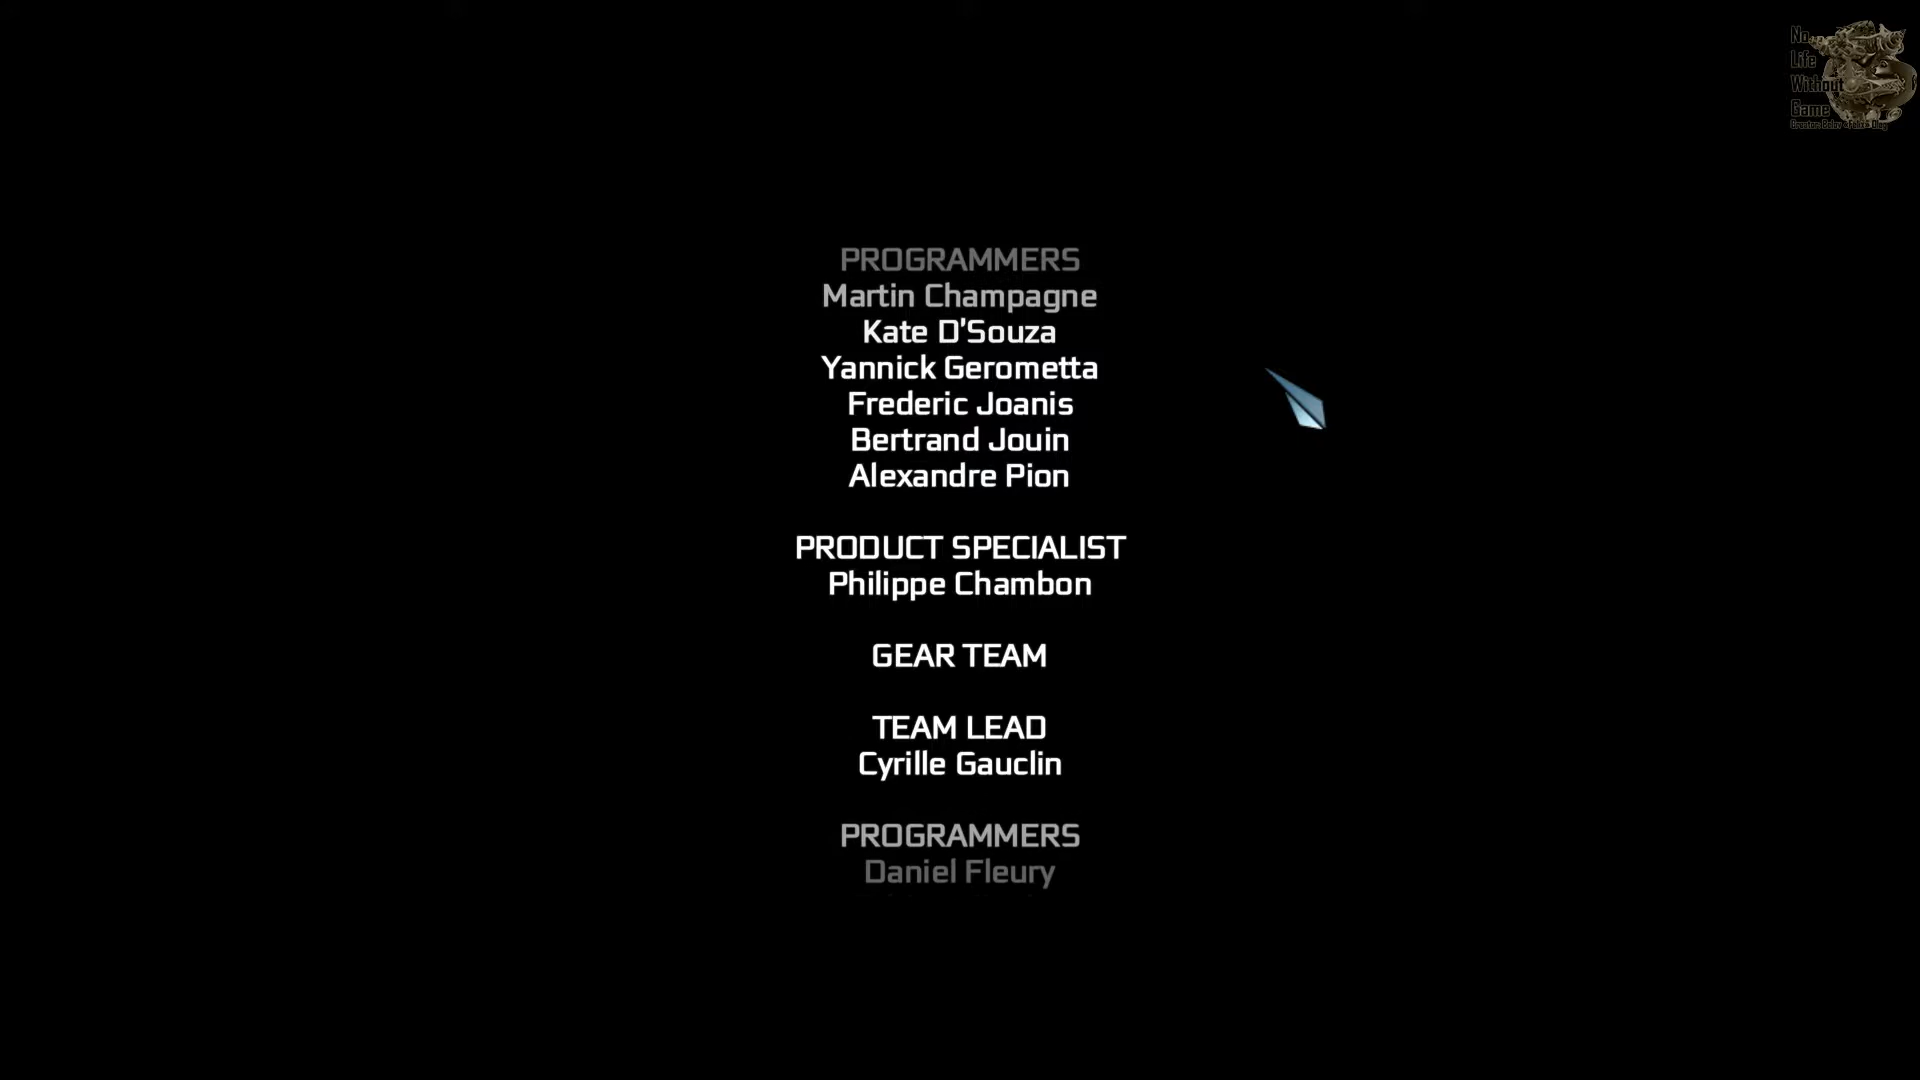 No
Life
Without
Game
PROGRAMMERS
Martin Champagne
Kate D'Souza
Yannick Gerometta
Frederic Joanis
Bertrand Jouin
Alexandre Pion
PRODUCT SPECIALIST
Philippe Chambon
GEAR TEAM
TEAM LEAD
Cyrille Gauclin
PROGRAMMERS
Daniel Fleury